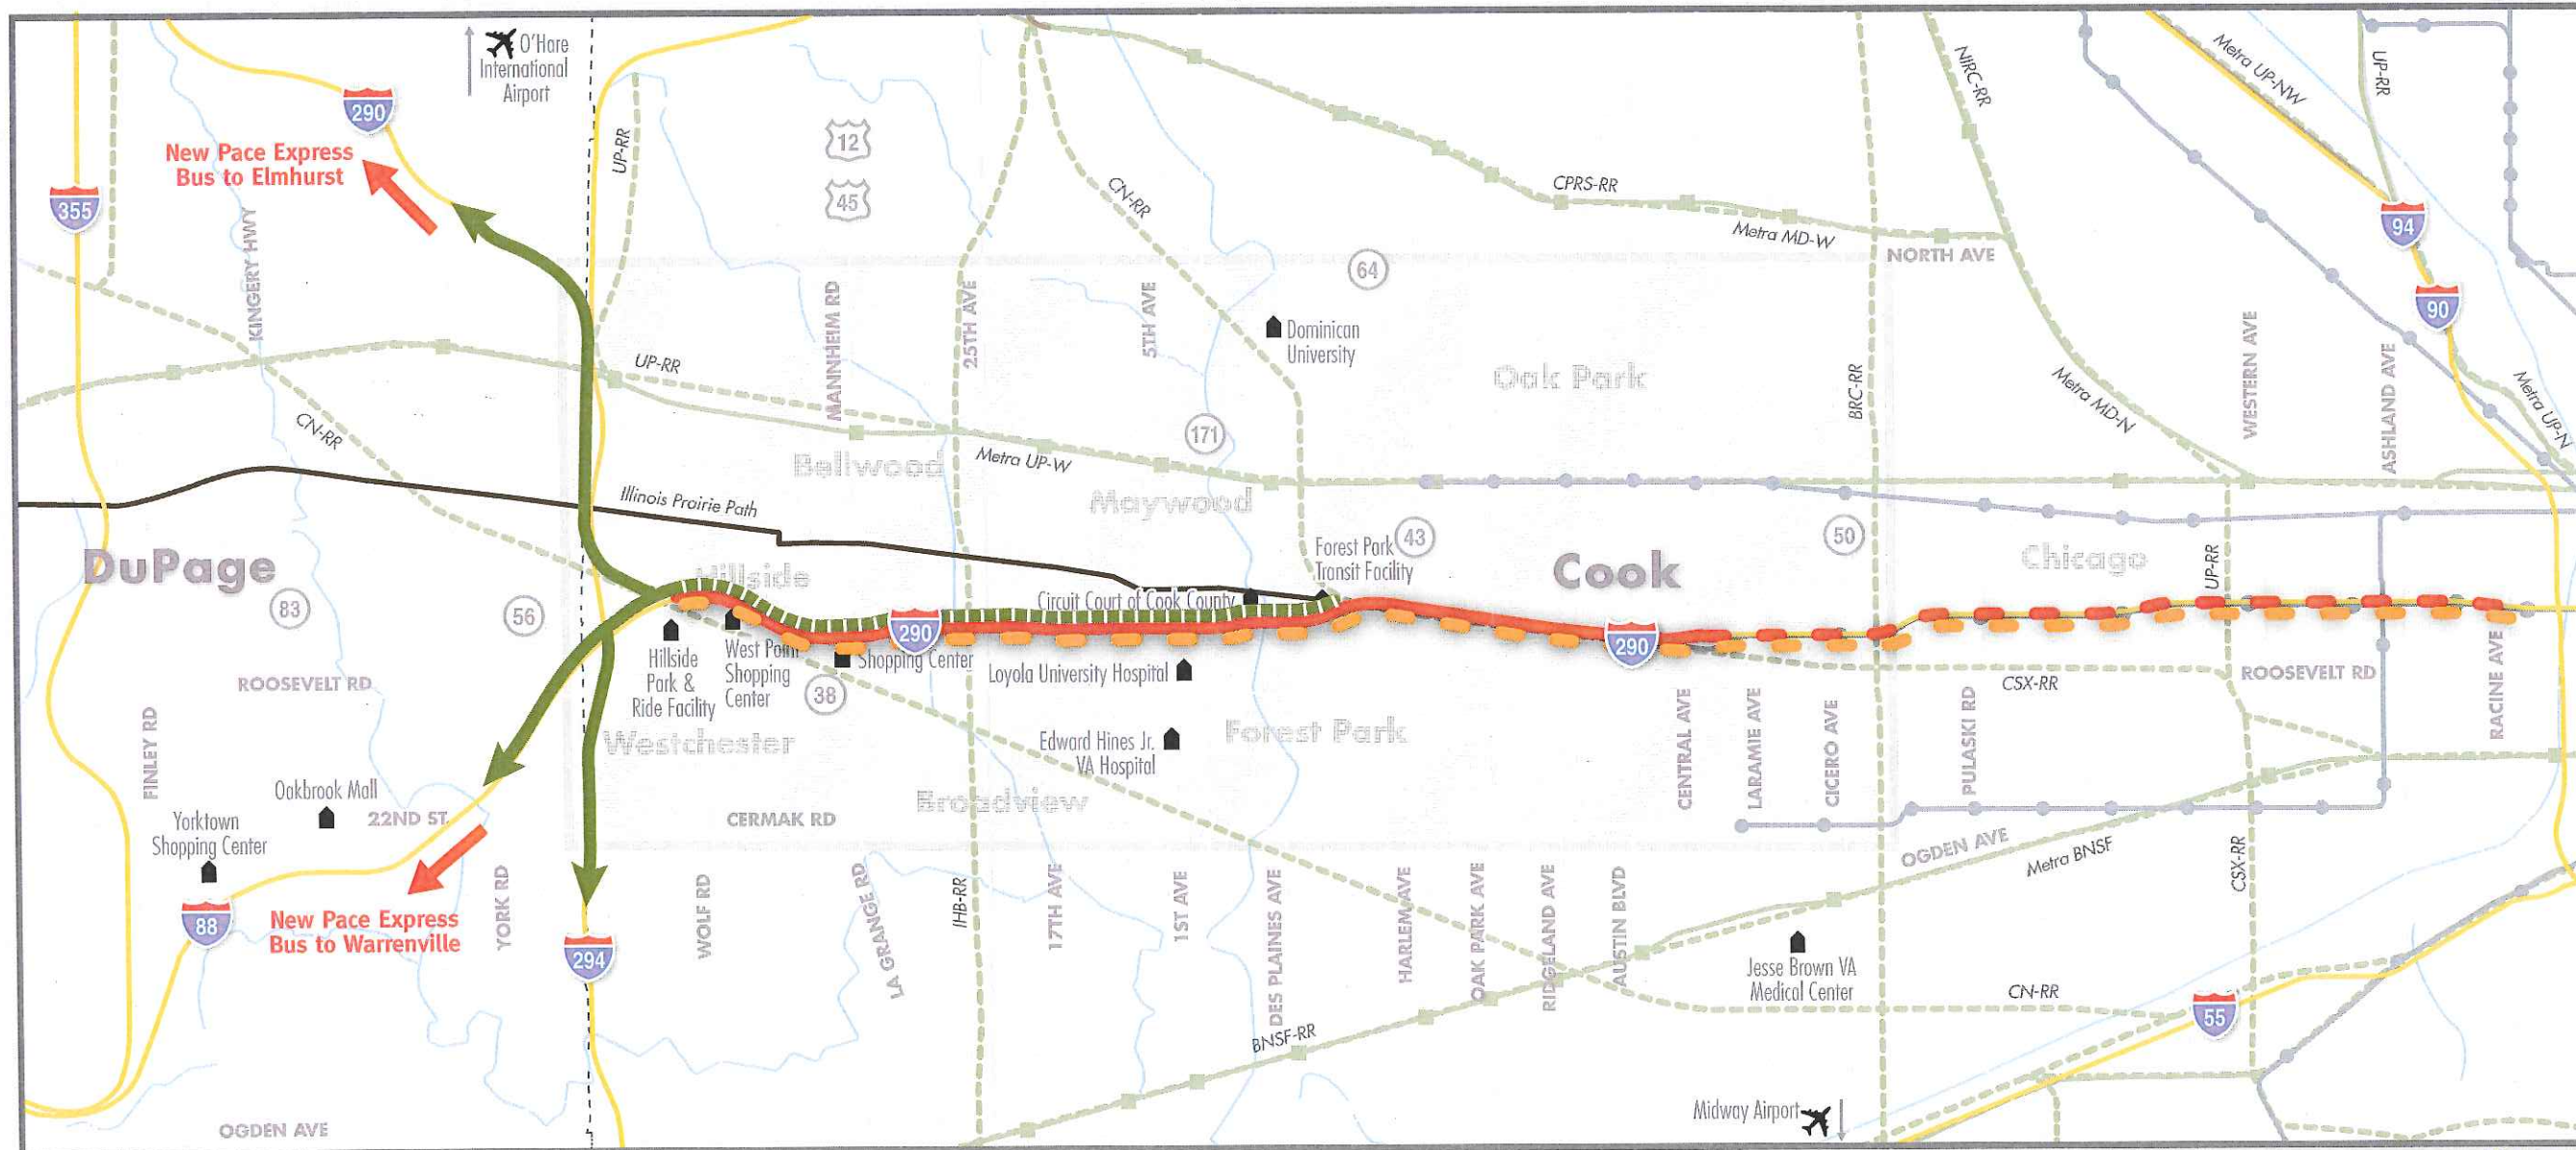 O'Hare
International
Airport
290
New Pace Express
Bus to Elmhurst
355
KINGERY HWY
UP-RR
12
45
CN-RR
CPRS-RR
Metra MD-W
NIRC-RR
Metra UP-NW
UP-RR
94
90
NORTH AVE
64
MANNHEIM RD
25TH AVE
5TH AVE
Dominican
University
Oak Park
BRC-RR
Metra MD-N
WESTERN AVE
ASHLAND AVE
Metra UP-N
UP-RR
CN-RR
171
Bellwood
Metra UP-W
Maywood
Illinois Prairie Path
DuPage
83
56
Hillside
Forest Park
Transit Facility
43
Cook
50
Chicago
UP-RR
Circuit Court of Cook County
290
290
Hillside
Park &
Ride Facility
West Point
Shopping
Center
Shopping Center
38
Loyola University Hospital
ROOSEVELT RD
CSX-RR
ROOSEVELT RD
RACINE AVE
FINLEY RD
Westchester
Edward Hines Jr.
VA Hospital
Forest Park
CENTRAL AVE
LARAMIE AVE
CICERO AVE
PULASKI RD
Oakbrook Mall
22ND ST.
Yorktown
Shopping Center
Broadview
CERMAK RD
OGDEN AVE
Metra BNSF
CSX-RR
88
New Pace Express
Bus to Warrenville
YORK RD
294
WOLF RD
LA GRANGE RD
IHB-RR
17TH AVE
1ST AVE
DES PLAINES AVE
HARLEM AVE
OAK PARK AVE
RIDGELAND AVE
AUSTIN BLVD
Jesse Brown VA
Medical Center
CN-RR
55
BNSF-RR
Midway Airport
OGDEN AVE